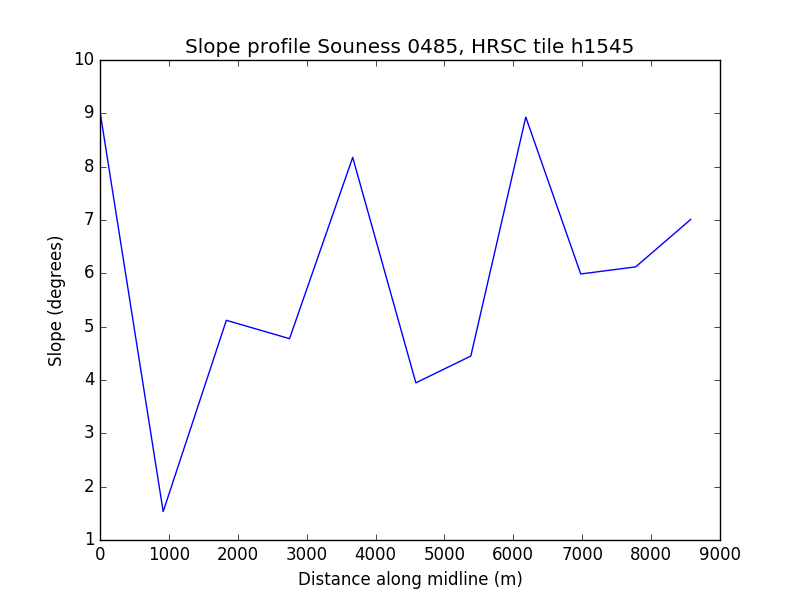 Slope profile Souness 0485, HRSC tile h1545
10
9
8
7
6
5
4
3
2
1
Slope (degrees)
0 1000 2000 3000 4000 5000 6000 7000 8000 9000
Distance along midline (m)